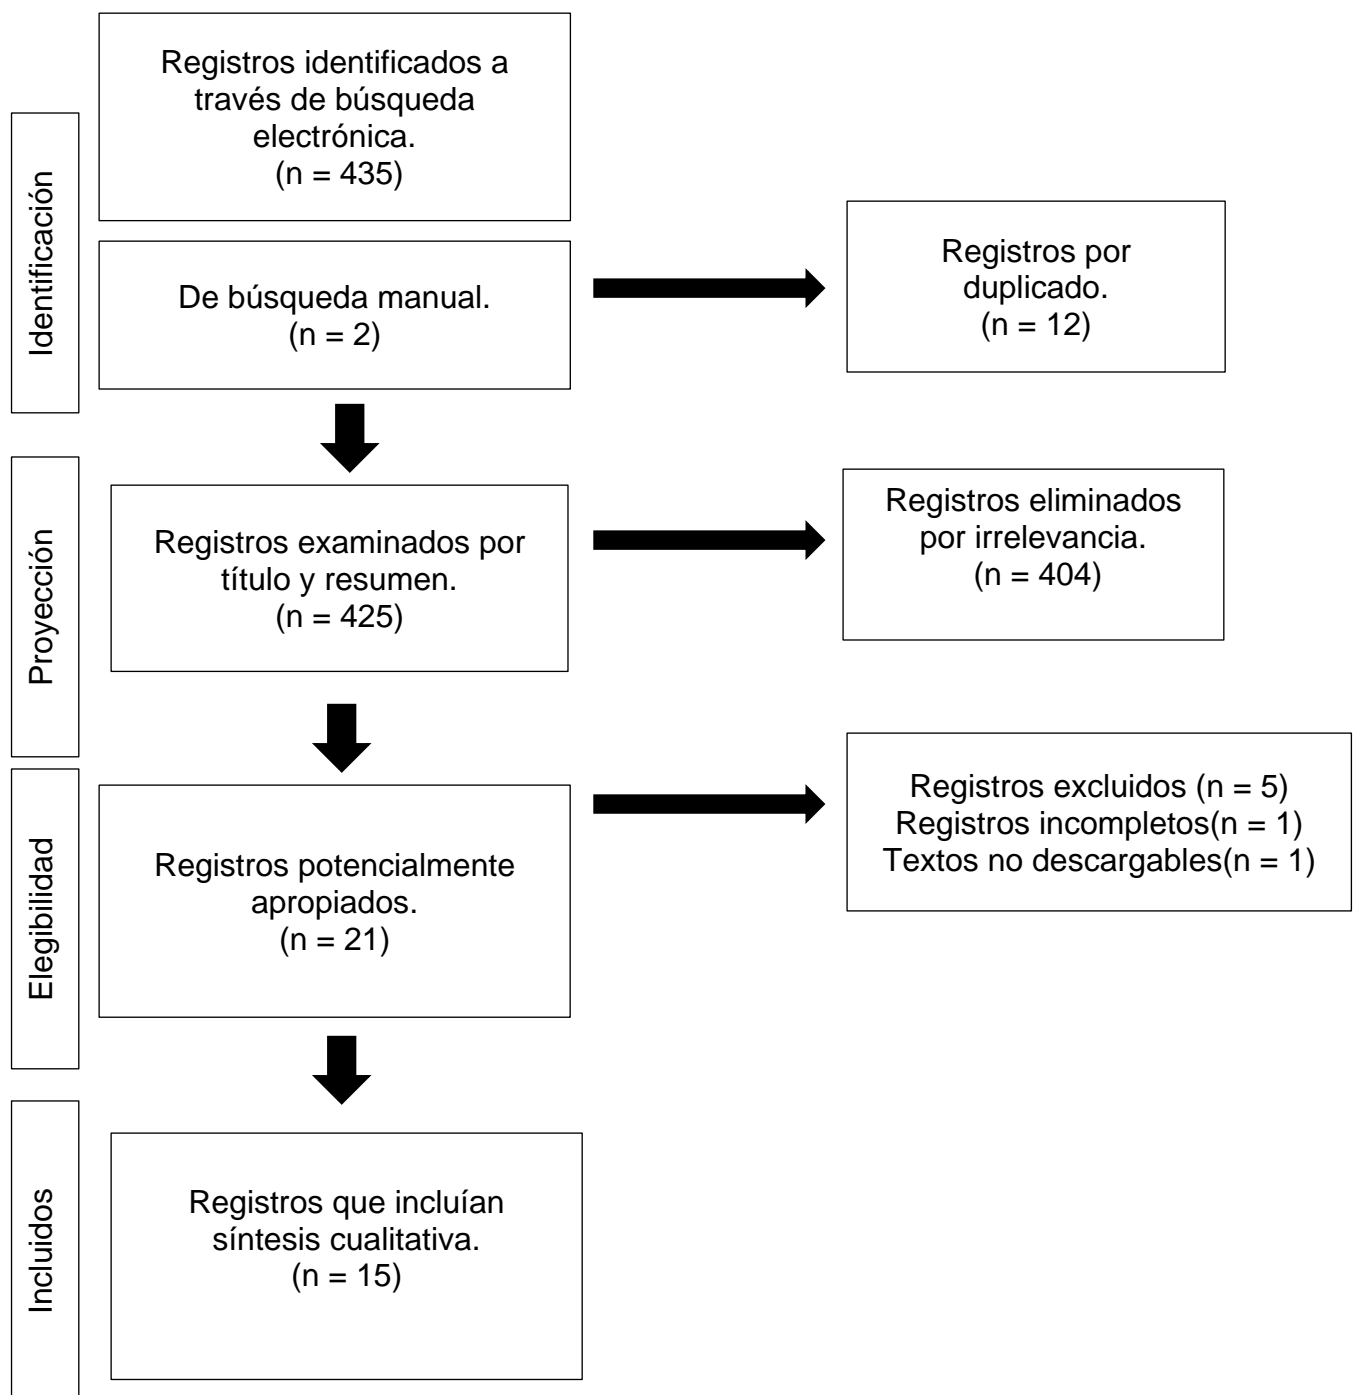 Identificación
Registros identificados a
través de búsqueda
electrónica.
(n = 435)
De búsqueda manual.
(n = 2)
Registros por
duplicado.
(n = 12)
Proyección
Registros examinados por
título y resumen.
(n = 425)
Registros eliminados
por irrelevancia.
(n = 404)
Elegibilidad
Registros potencialmente
apropiados.
(n = 21)
Registros excluidos (n = 5)
Registros incompletos(n = 1)
Textos no descargables(n = 1)
Incluidos
Registros que incluían
síntesis cualitativa.
(n = 15)